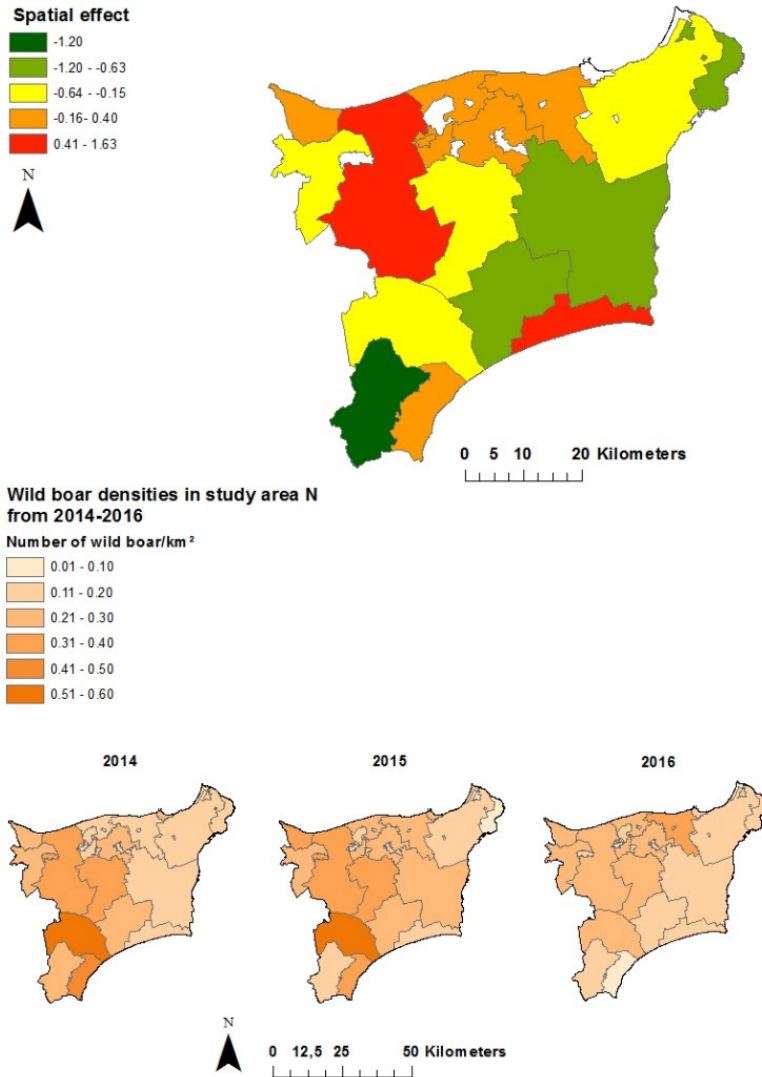 Spatial effect
-1.20
-1.20 - -0.63
-0.64 - -0.15
-0.16- 0.40
0.41 - 1.63
N
0 5 10 20 Kilometers
Wild boar densities in study area N
from 2014-2016
Number of wild boar/km²
0.01 - 0.10
0.11 - 0.20
0.21 - 0.30
0.31 - 0.40
0.41 - 0.50
0.51 - 0.60
2014
2015
2016
N
0 12,5 25 50 Kilometers